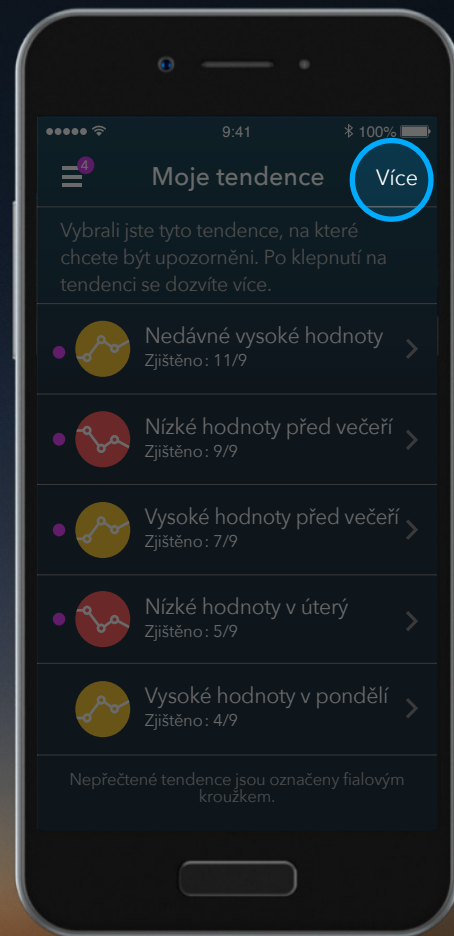 9:41
100%
4
Moje tendence
Více
Vybrali jste tyto tendence, na které
chcete být upozorněni. Po klepnutí na
tendenci se dozvíte více.
Nedávné vysoké hodnoty
Zjištěno: 11/9
Nízké hodnoty před večeří
Zjištěno: 9/9
Vysoké hodnoty před večeří
Zjištěno: 7/9
Nízké hodnoty v úterý
Zjištěno: 5/9
Vysoké hodnoty v pondělí
Zjištěno: 4/9
Nepřečtené tendence jsou označeny fialovým
kroužkem.